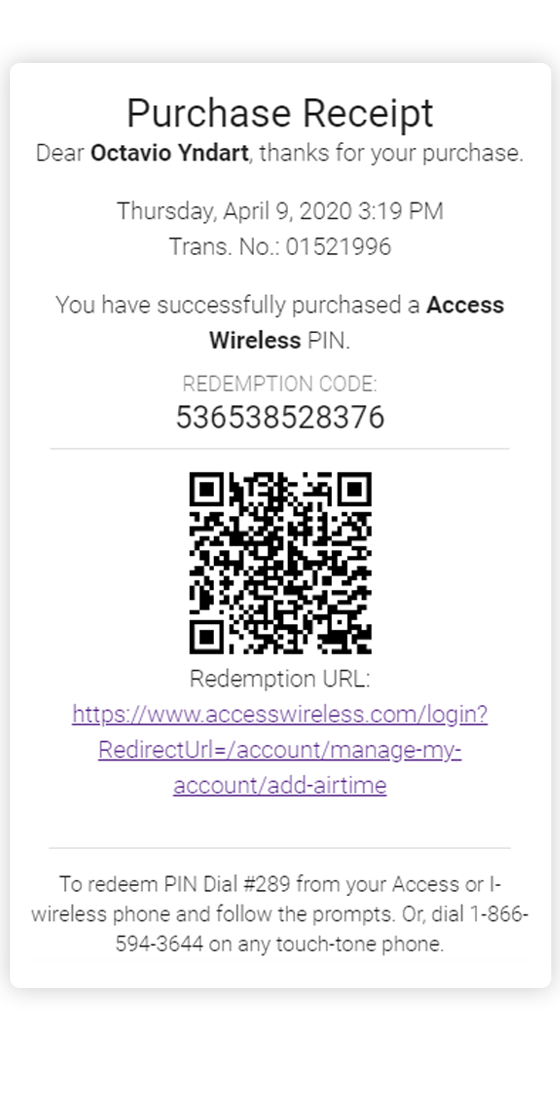 Purchase Receipt
Dear Octavio Yndart, thanks for your purchase.
Thursday, April 9, 2020 3:19 PM
Trans. No.: 01521996
You have successfully purchased a Access
Wireless PIN.
REDEMPTION CODE:
536538528376
Redemption URL:
https://www.accesswireless.com/login?
RedirectUrl=/account/manage-my-
account/add-airtime
To redeem PIN Dial #289 from your Access or I-
wireless phone and follow the prompts. Or, dial 1-866-
594-3644 on any touch-tone phone.